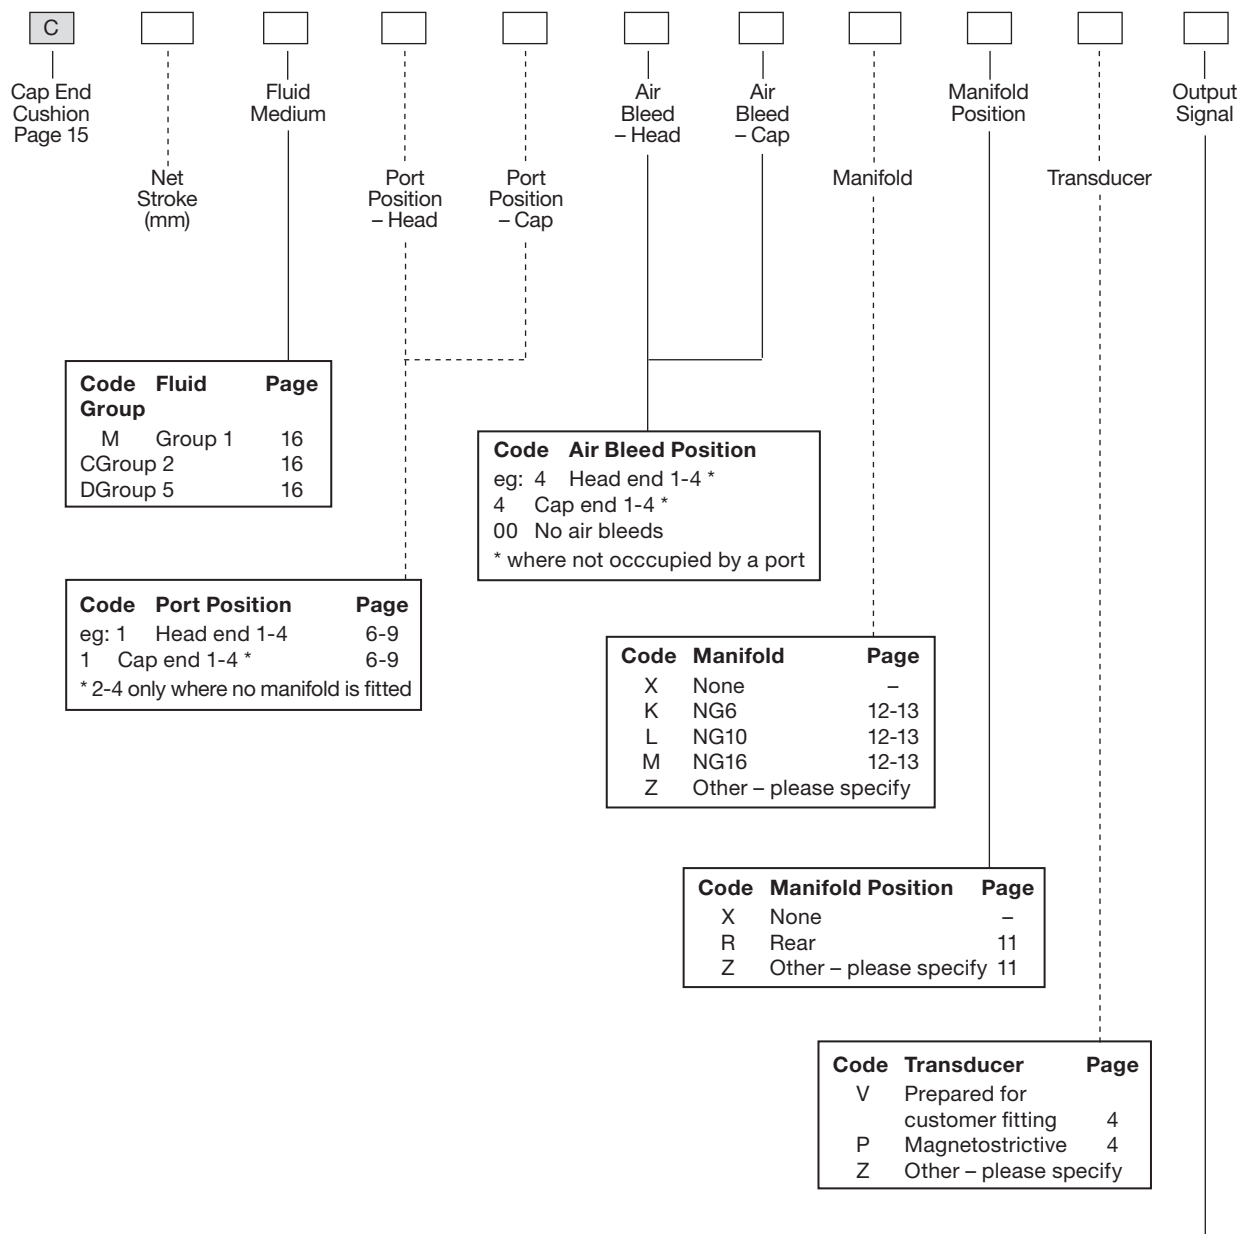 C
Cap End
Cushion
Page 15
Fluid
Medium
Air
Bleed
– Head
Air
Bleed
– Cap
Manifold
Position
Output
Signal
Net
Stroke
(mm)
Port
Position
– Head
Port
Position
– Cap
Manifold
Transducer
Code Fluid Page
Group
M Group 1 16
CGroup 2 16
DGroup 5 16
Code Air Bleed Position
eg: 4 Head end 1-4 *
4 Cap end 1-4 *
00 No air bleeds
* where not occcupied by a port
Code Port Position Page
eg: 1 Head end 1-4 6-9
1 Cap end 1-4 * 6-9
* 2-4 only where no manifold is fitted
Code Manifold Page
X None –
K NG6 12-13
L NG10 12-13
M NG16 12-13
Z Other – please specify
Code Manifold Position Page
X None –
R Rear 11
Z Other – please specify 11
Code Transducer Page
V Prepared for
customer fitting 4
P Magnetostrictive 4
Z Other – please specify